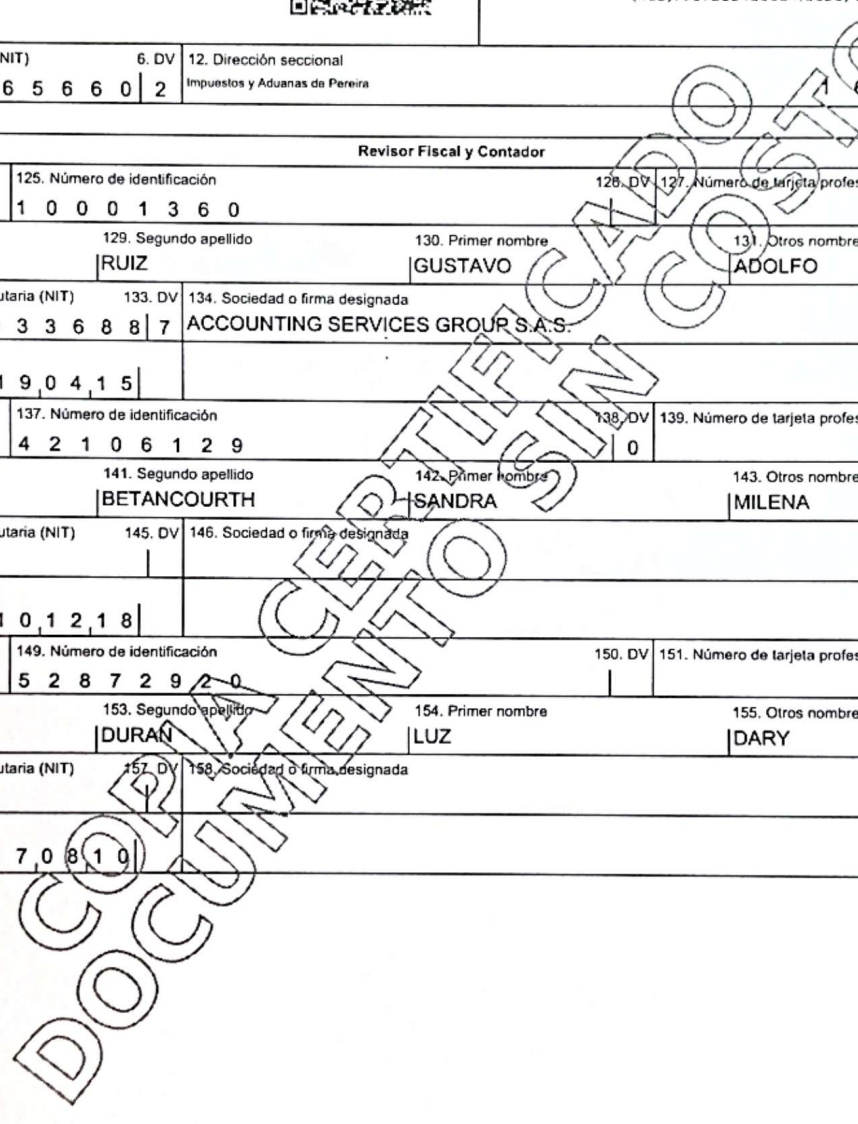 NIT) 6. DV 12. Dirección seccional
6 5 6 6 0 2 Impuestos y Aduanas de Pereira
Revisor Fiscal y Contador
125. Número de identificación 126. DV 127. Número de tarjeta profes
1 0 0 0 1 3 6 0
129. Segundo apellido 130. Primer nombre 131. Otros nombre
RUIZ GUSTAVO ADOLFO
utaria (NIT) 133. DV 134. Sociedad o firma designada
3 3 6 8 8 7 ACCOUNTING SERVICES GROUP S.A.S.
1 9 0 4 1 5
137. Número de identificación 138. DV 139. Número de tarjeta profes
4 2 1 0 6 1 2 9 0
141. Segundo apellido 142. Primer nombre 143. Otros nombre
BETANCOURTH SANDRA MILENA
utaria (NIT) 145. DV 146. Sociedad o firma designada
0 1 2 1 8
149. Número de identificación 150. DV 151. Número de tarjeta profes
5 2 8 7 2 9 2 0
153. Segundo apellido 154. Primer nombre 155. Otros nombre
DURAN LUZ DARY
utaria (NIT) 157. DV 158. Sociedad o firma designada
7 0 8 1 0
COPIA CERTIFICADO
DOCUMENTO SIN COSTO